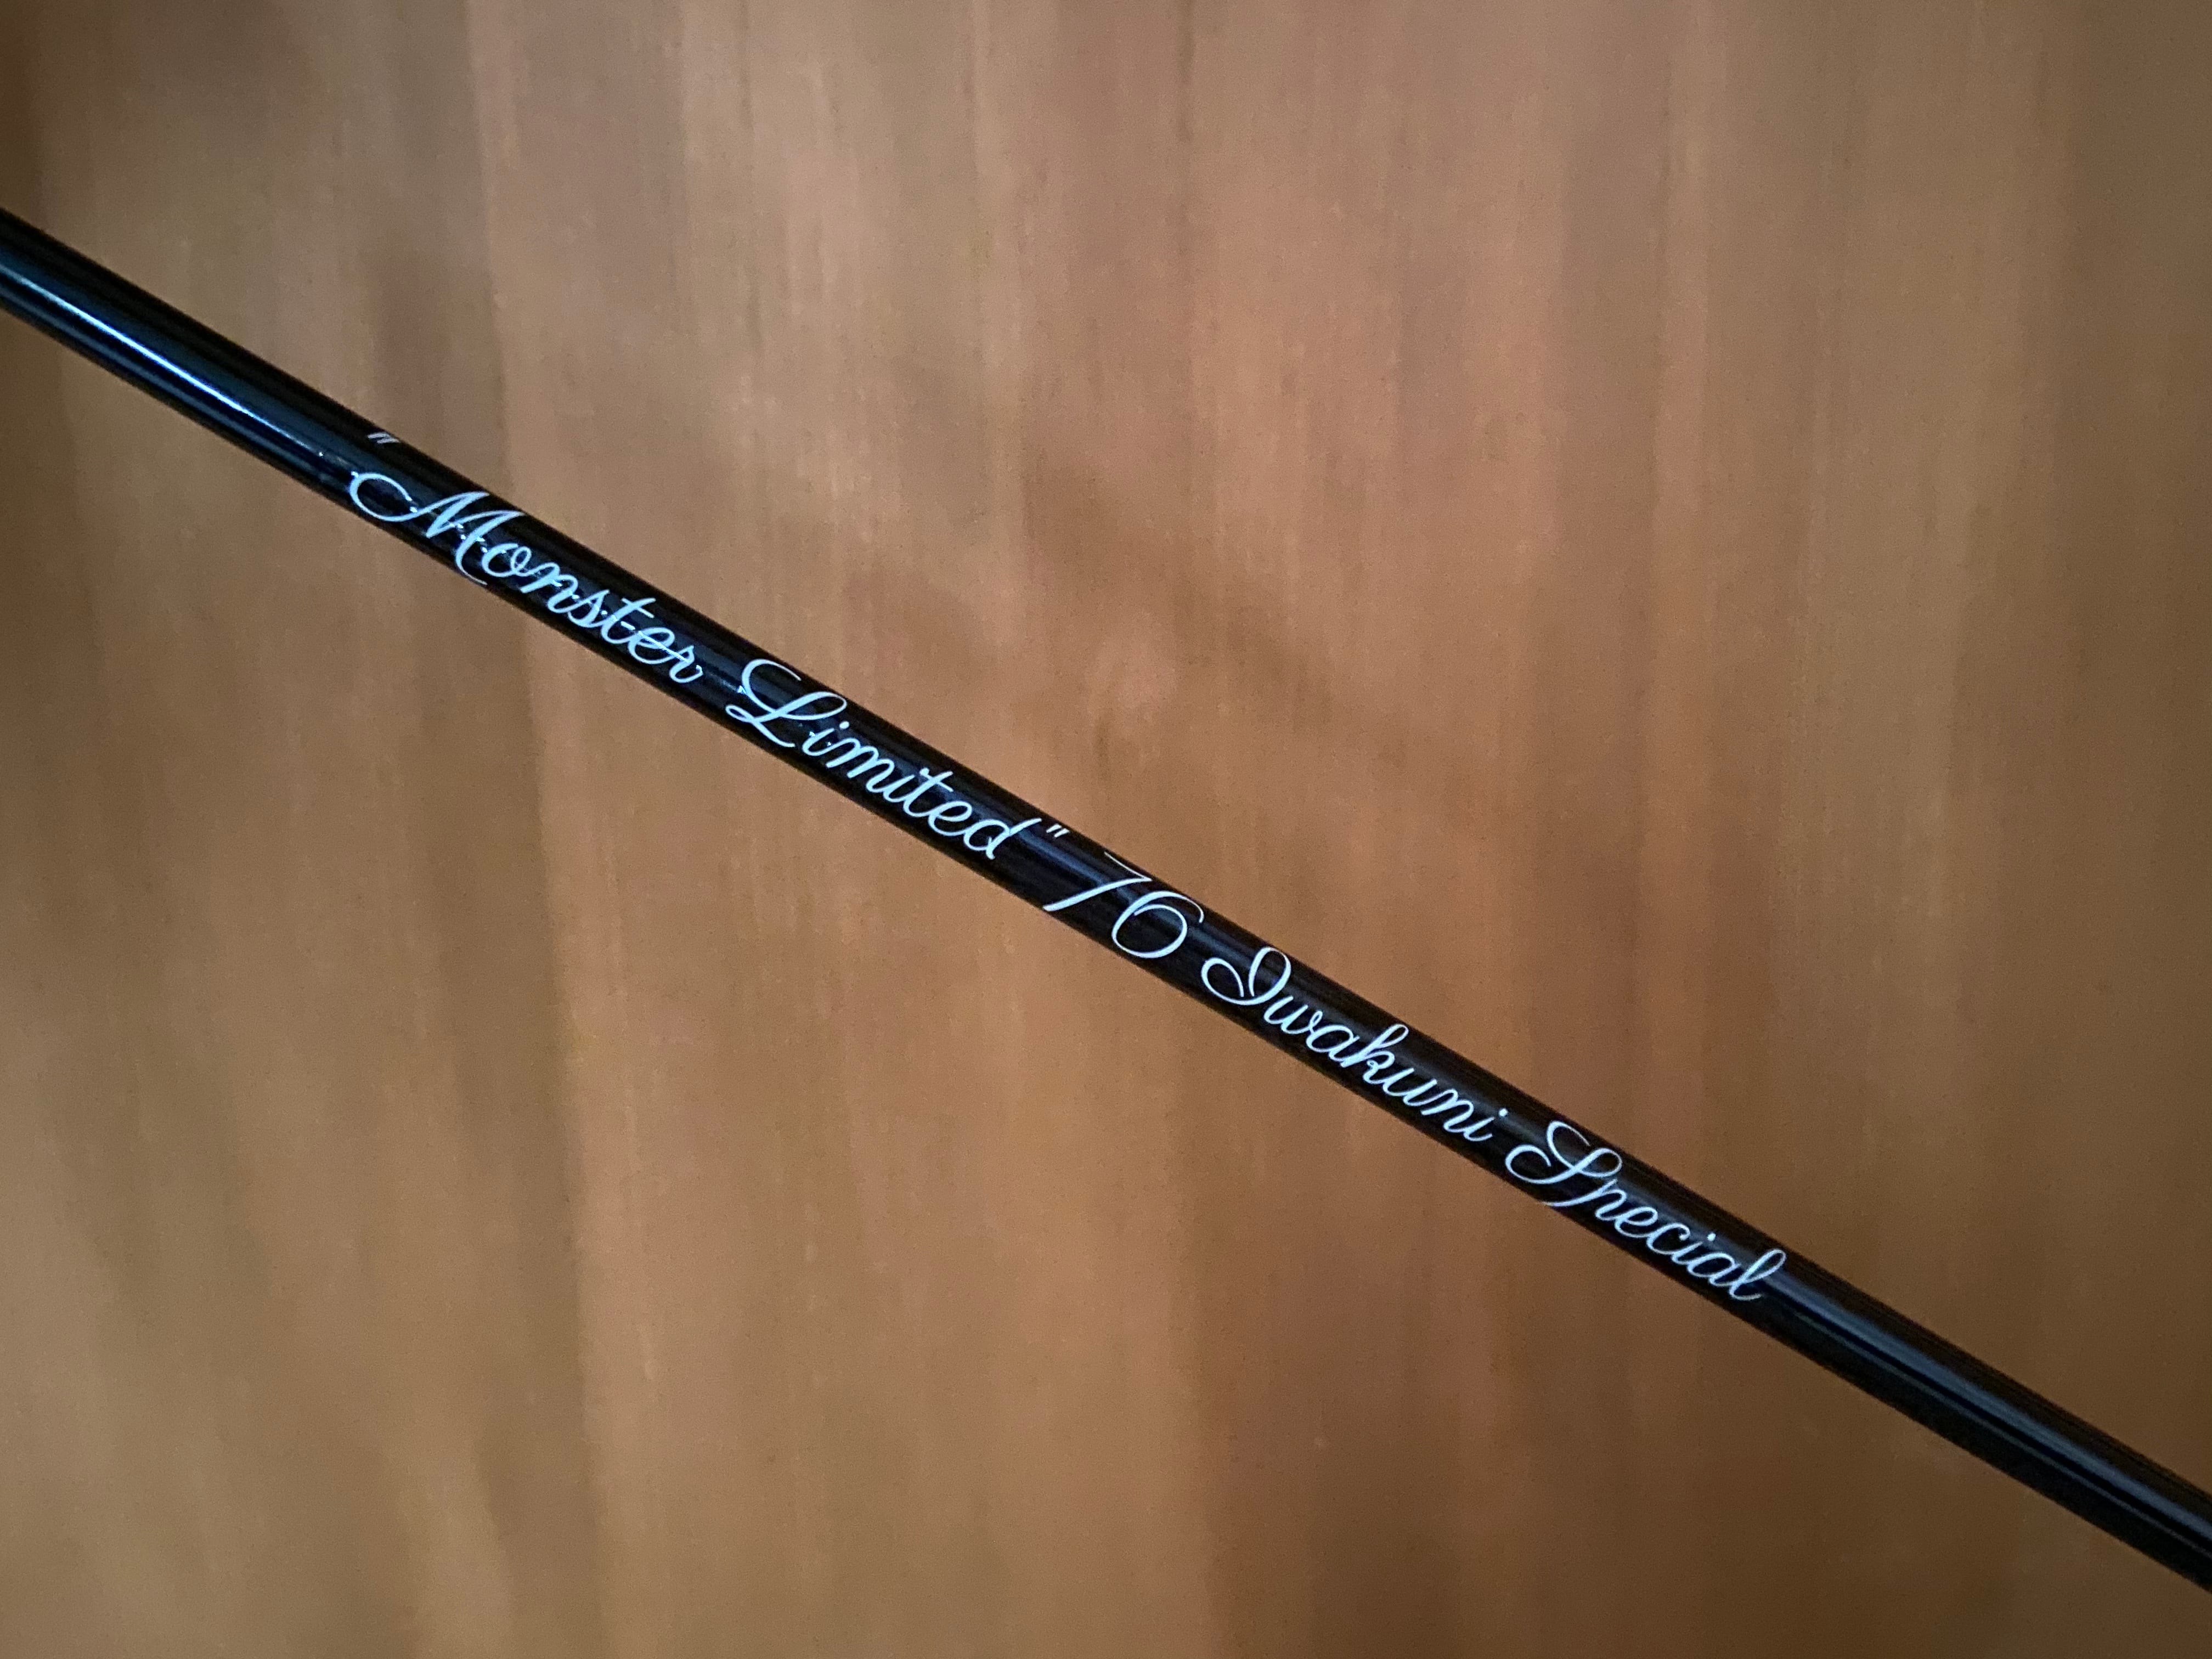 "Monster Limited" 76 Iwakuni Special